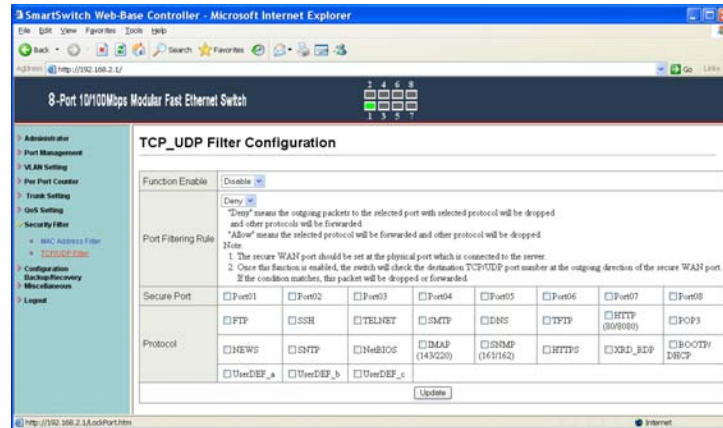 SmartSwitch Web-Base Controller - Microsoft Internet Explorer
File Edit View Favorites Tools Help
Back Search Favorites
Address http://192.168.2.1/ Go Links
8-Port 10/100Mbps Modular Fast Ethernet Switch
2 4 6 8
1 3 5 7
Administrator
Port Management
VLAN Setting
Per Port Counter
Trunk Setting
QoS Setting
Security Filter
MAC Address Filter
TCP/UDP Filter
Configuration
Backup/Recovery
Miscellaneous
Logout
TCP_UDP Filter Configuration
Function Enable Disable
Port Filtering Rule
Deny
"Deny" means the outgoing packets to the selected port with selected protocol will be dropped
and other protocols will be forwarded.
"Allow" means the selected protocol will be forwarded and other protocol will be dropped.
Note:
1. The secure WAN port should be set at the physical port which is connected to the server.
2. Once this function is enabled, the switch will check the destination TCP/UDP port number at the outgoing direction of the secure WAN port.
If the condition matches, this packet will be dropped or forwarded.
Secure Port Port01 Port02 Port03 Port04 Port05 Port06 Port07 Port08
Protocol
FTP SSH TELNET SMTP DNS TFTP HTTP (80/8080) POP3
NEWS SNTP NetBIOS IMAP (143/220) SNMP (161/162) HTTPS XRD_RDP BOOTP/ DHCP
UserDEF_a UserDEF_b UserDEF_c
Update
http://192.168.2.1/LockPort.htm Internet